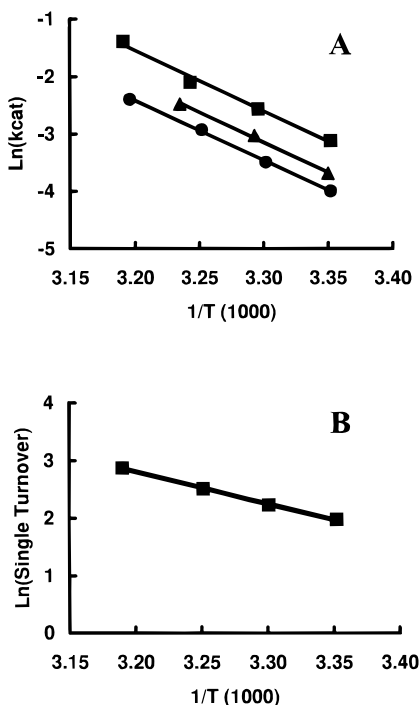 A
-1
-2
-3
-4
-5
Ln(kcat)
3.15 3.20 3.25 3.30 3.35 3.40
1/T (1000)
B
4
3
2
1
0
Ln(Single Turnover)
3.15 3.20 3.25 3.30 3.35 3.40
1/T (1000)